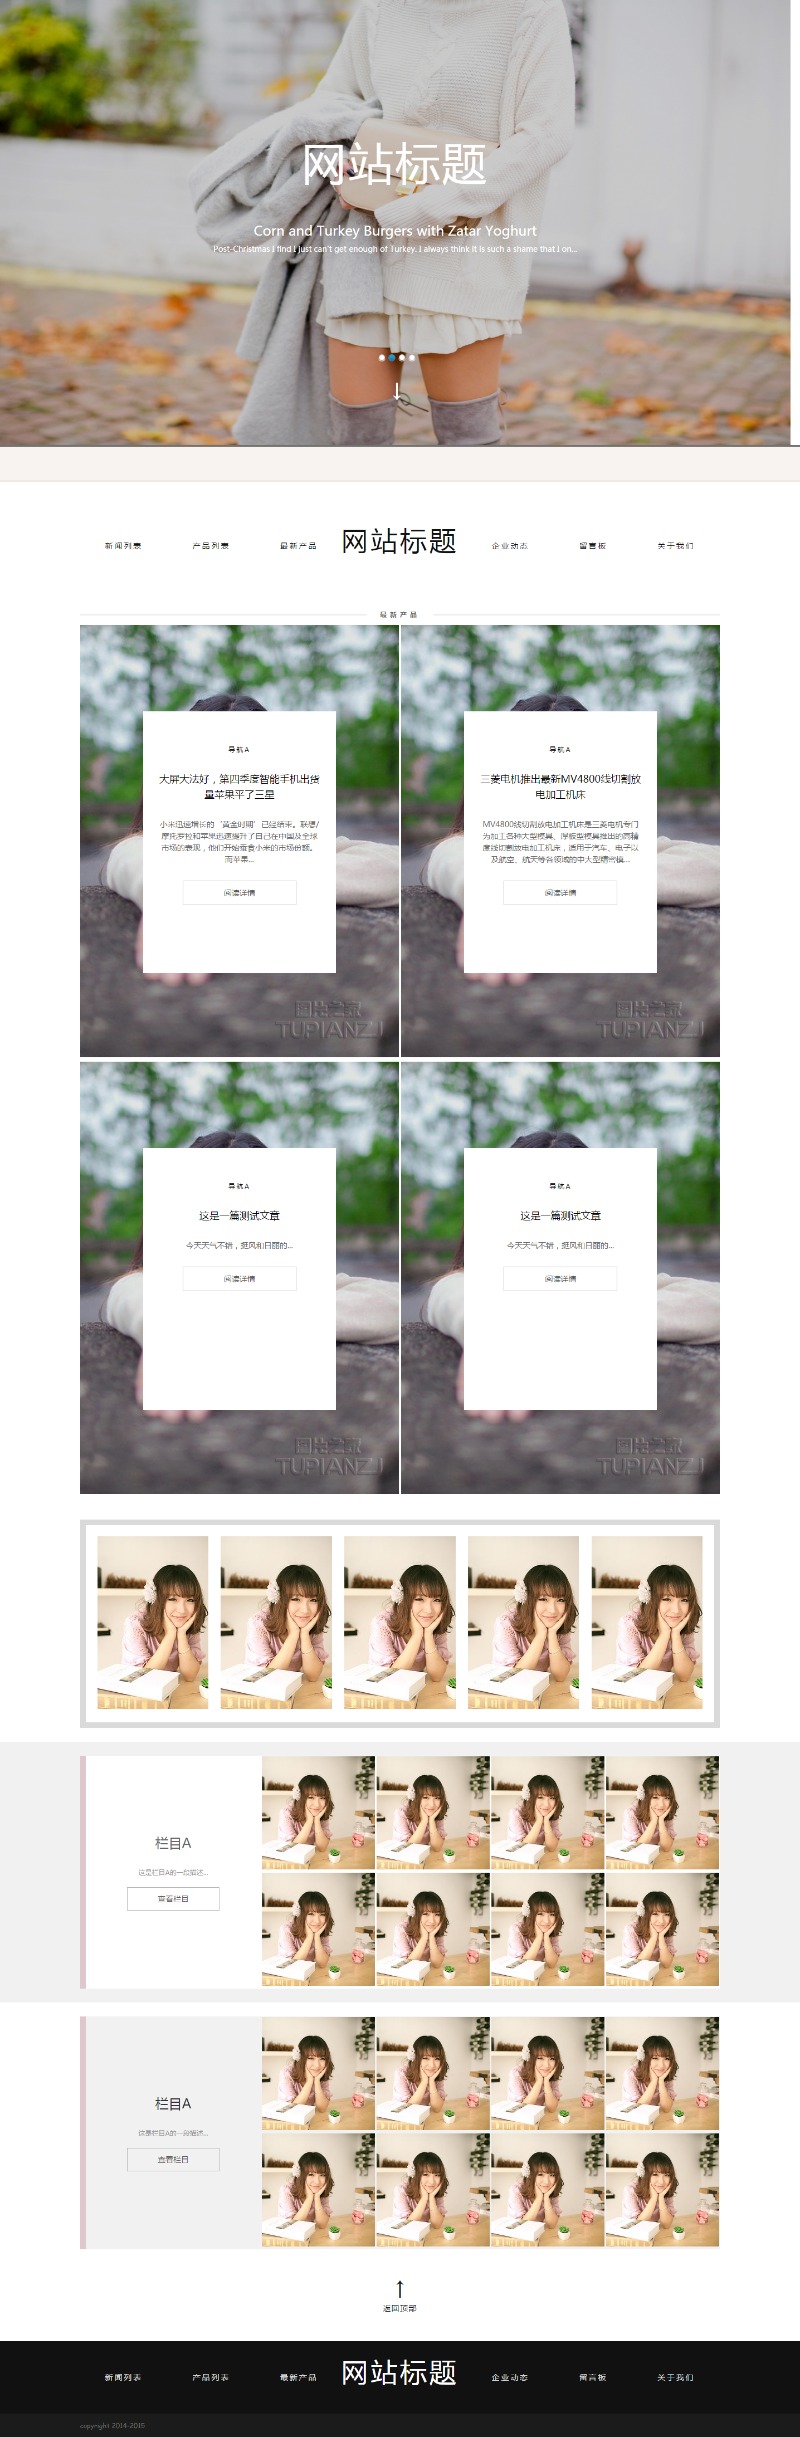 网站标题
Corn and Turkey Burgers with Zatar Yoghurt
Post-Christmas I find I just can't get enough of Turkey. I always think it is such a shame that I on...
新闻列表 产品列表 最新产品 网站标题 企业动态 留言板 关于我们
最新产品
导航A
大屏大法好，第四季度智能手机出货
量苹果平了三星
小米迅速增长的‘黄金时期’已经结束。联想/
摩托罗拉和苹果迅速提升了自己在中国及全球
市场的表现，他们开始蚕食小米的市场份额。
而苹果...
阅读详情
图片之家
TUPIANZJ
导航A
三菱电机推出最新MV4800线切割放
电加工机床
MV4800线切割放电加工机床是三菱电机专门
为加工各种大型模具、厚板型模具推出的高精
度线切割放电加工机床，适用于汽车、电子以
及航空、航天等各领域的中大型精密模...
阅读详情
图片之家
TUPIANZJ
导航A
这是一篇测试文章
今天天气不错，挺风和日丽的...
阅读详情
图片之家
TUPIANZJ
导航A
这是一篇测试文章
今天天气不错，挺风和日丽的...
阅读详情
图片之家
TUPIANZJ
栏目A
这是栏目A的一段描述...
查看栏目
栏目A
这是栏目A的一段描述...
查看栏目
返回顶部
新闻列表 产品列表 最新产品 网站标题 企业动态 留言板 关于我们
copyright 2014-2015